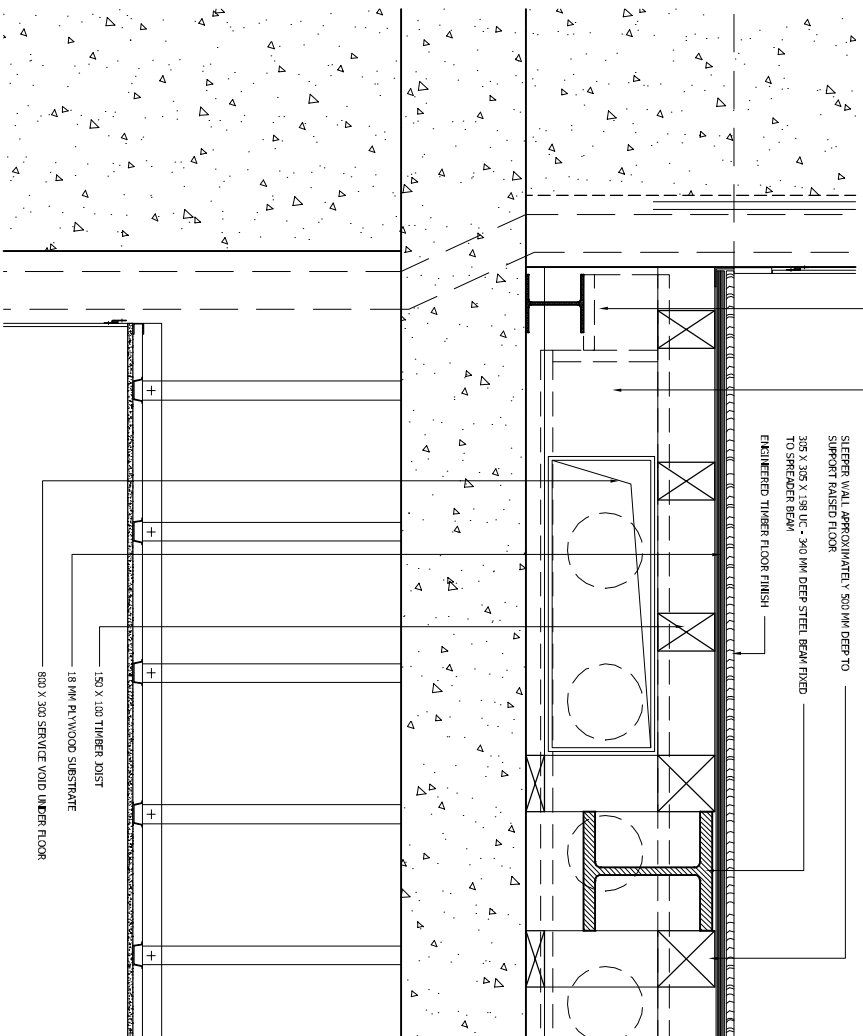 SLEEPER WALL APPROXIMATELY 500 MM DEEP TO
SUPPORT RAISED FLOOR
305 X 305 X 198 UC - 340 MM DEEP STEEL BEAM FIXED
TO SPREADER BEAM
ENGINEERED TIMBER FLOOR FINISH
150 X 100 TIMBER JOIST
18 MM PLYWOOD SUBSTRATE
800 X 300 SERVICE VOID UNDER FLOOR